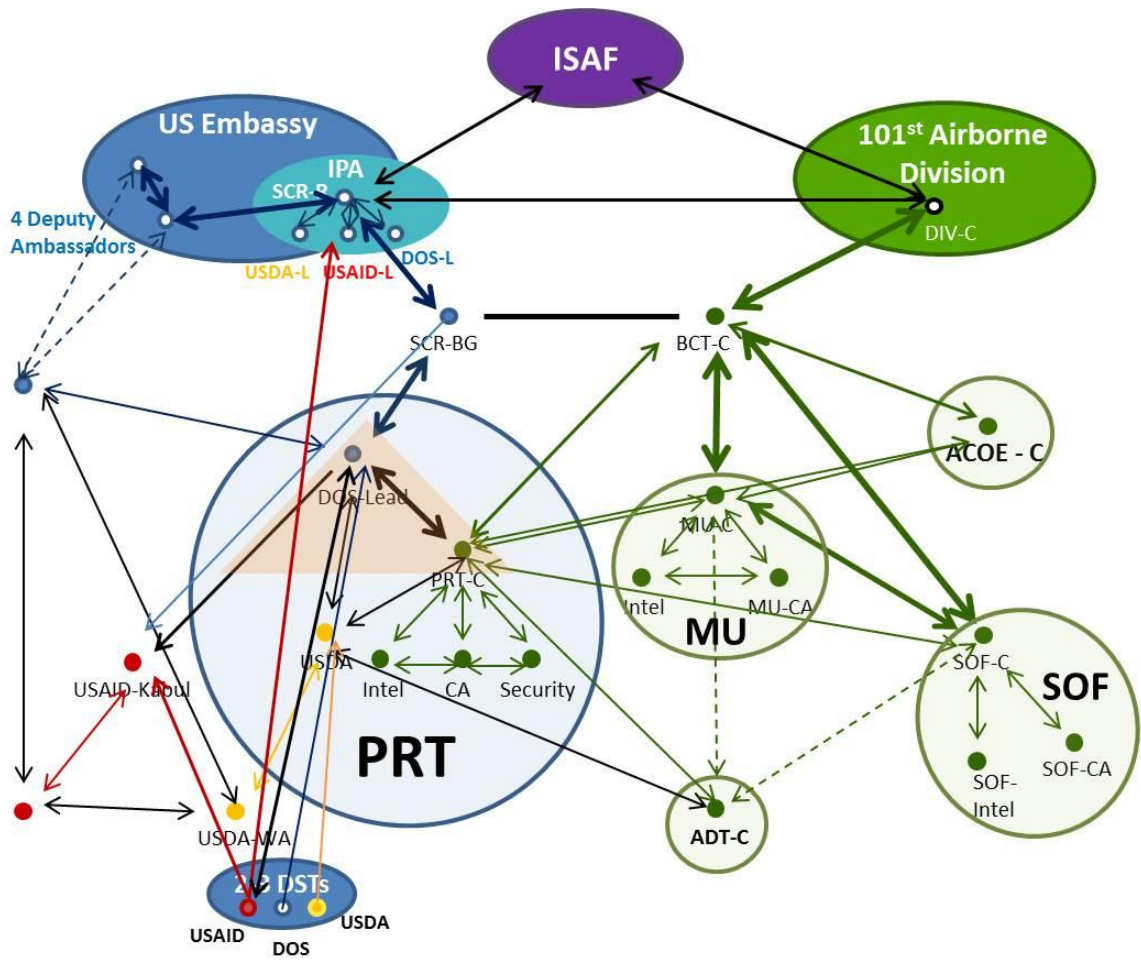 ISAF
US Embassy
101st Airborne
Division
IPA
SCR-R
4 Deputy
Ambassadors
DIV-C
DOS-L
USDA-L
USAID-L
SCR-BG
BCT-C
ACOE - C
DOS-Lead
MU-C
PRT-C
Intel
MU-CA
MU
USDA
SOF-C
USAID-Kabul
Intel
CA
Security
SOF
PRT
SOF-
Intel
SOF-CA
USDA-WA
ADT-C
DSTs
USAID
DOS
USDA